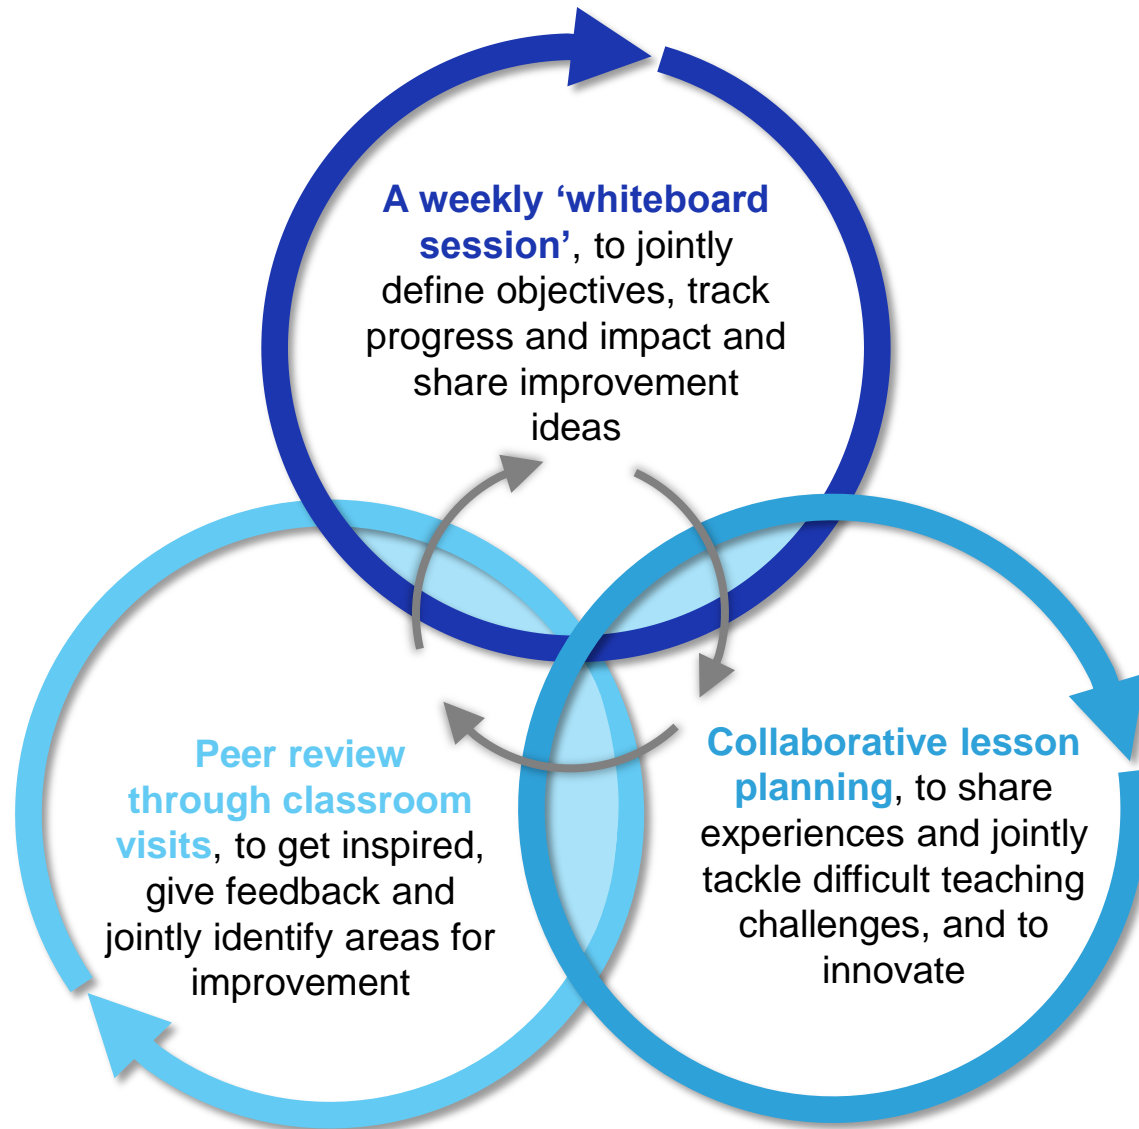 A weekly ‘whiteboard
session’, to jointly
define objectives, track
progress and impact and
share improvement
ideas
Peer review
through classroom
visits, to get inspired,
give feedback and
jointly identify areas for
improvement
Collaborative lesson
planning, to share
experiences and jointly
tackle difficult teaching
challenges, and to
innovate